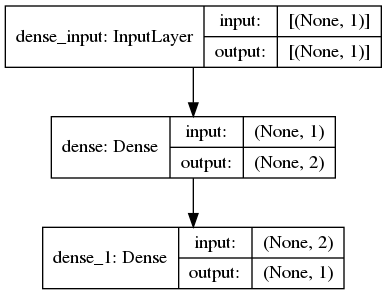 dense_input: InputLayer
input:
[(None, 1)]
output:
[(None, 1)]
dense: Dense
input:
(None, 1)
output:
(None, 2)
dense_1: Dense
input:
(None, 2)
output:
(None, 1)